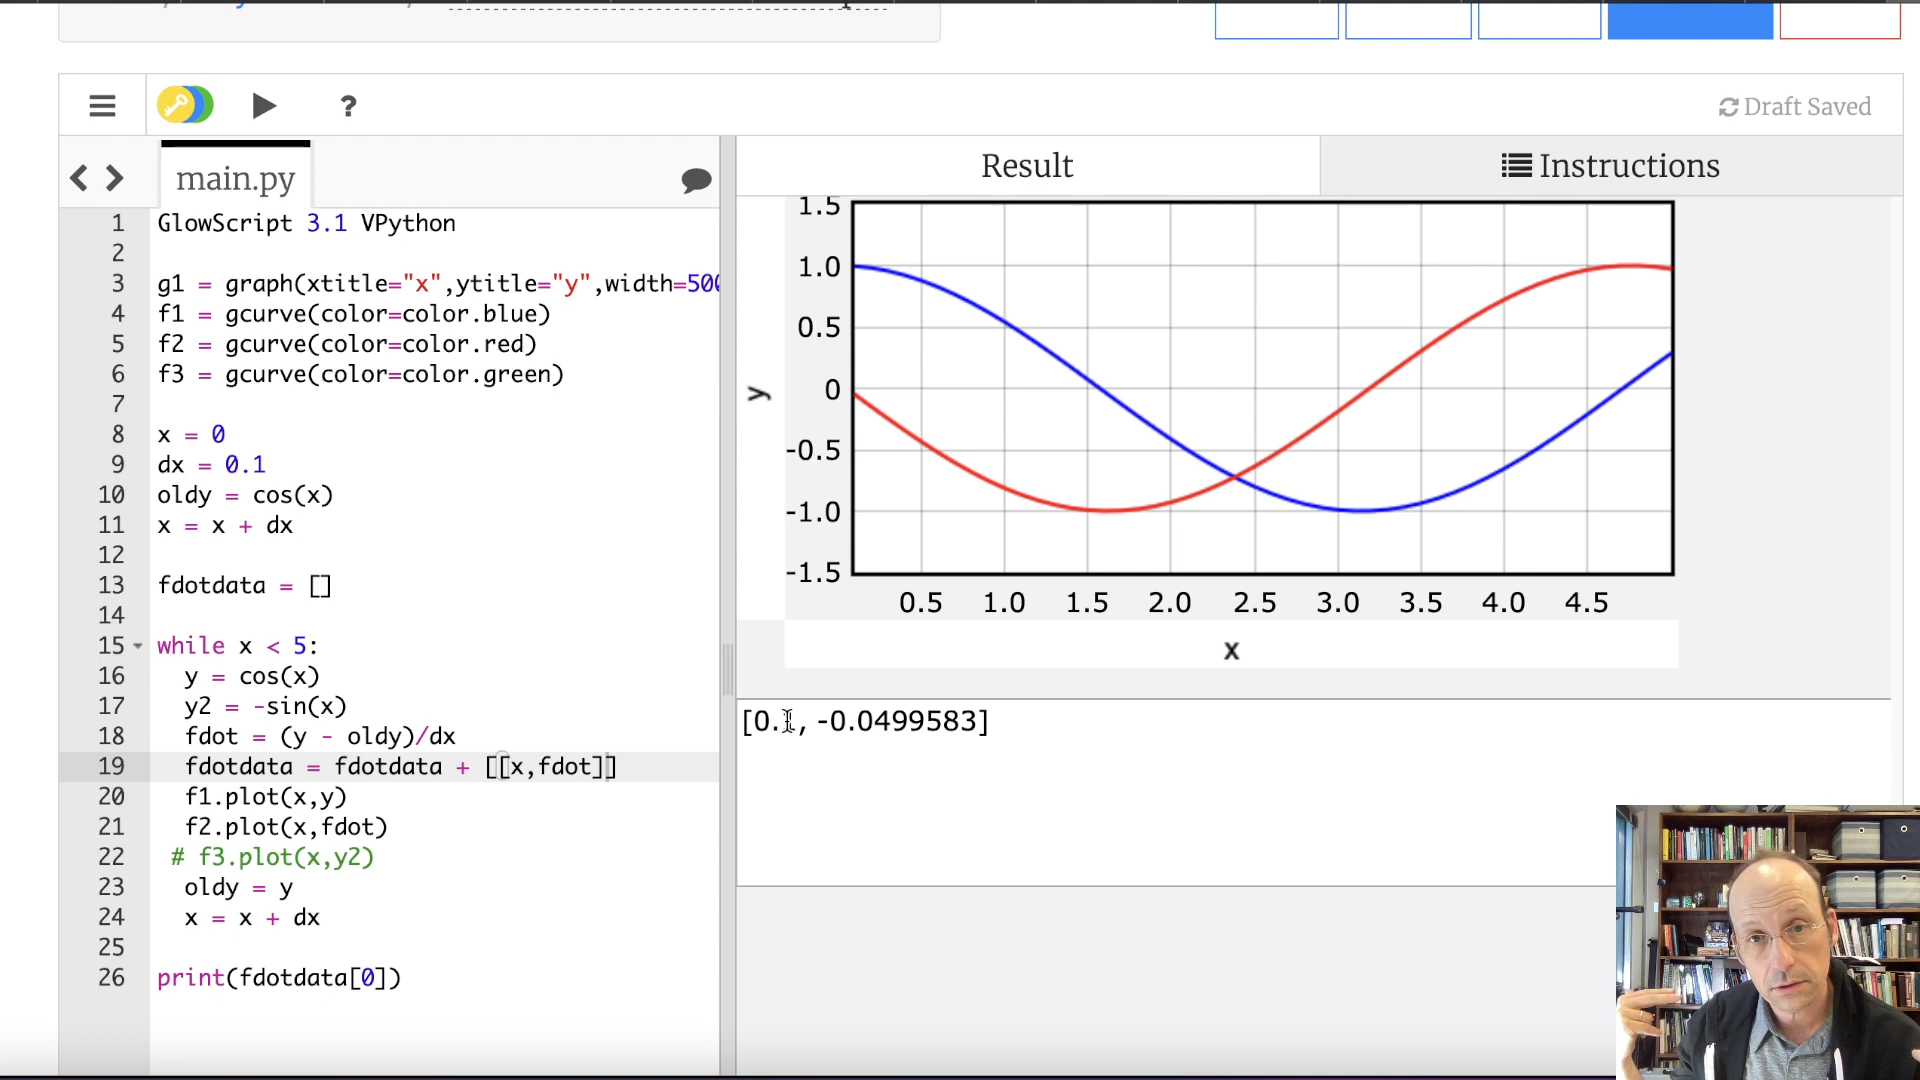 ?
Draft Saved
main.py
Result
Instructions
1 GlowScript 3.1 VPython
2
3 g1 = graph(xtitle="x",ytitle="y",width=500
4 f1 = gcurve(color=color.blue)
5 f2 = gcurve(color=color.red)
6 f3 = gcurve(color=color.green)
7
8 x = 0
9 dx = 0.1
10 oldy = cos(x)
11 x = x + dx
12
13 fdotdata = []
14
15 while x < 5:
16 y = cos(x)
17 y2 = -sin(x)
18 fdot = (y - oldy)/dx
19 fdotdata = fdotdata + [[x,fdot]]
20 f1.plot(x,y)
21 f2.plot(x,fdot)
22 # f3.plot(x,y2)
23 oldy = y
24 x = x + dx
25
26 print(fdotdata[0])
1.5
1.0
0.5
0
-0.5
-1.0
-1.5
y
0.5 1.0 1.5 2.0 2.5 3.0 3.5 4.0 4.5
x
[0.1, -0.0499583]